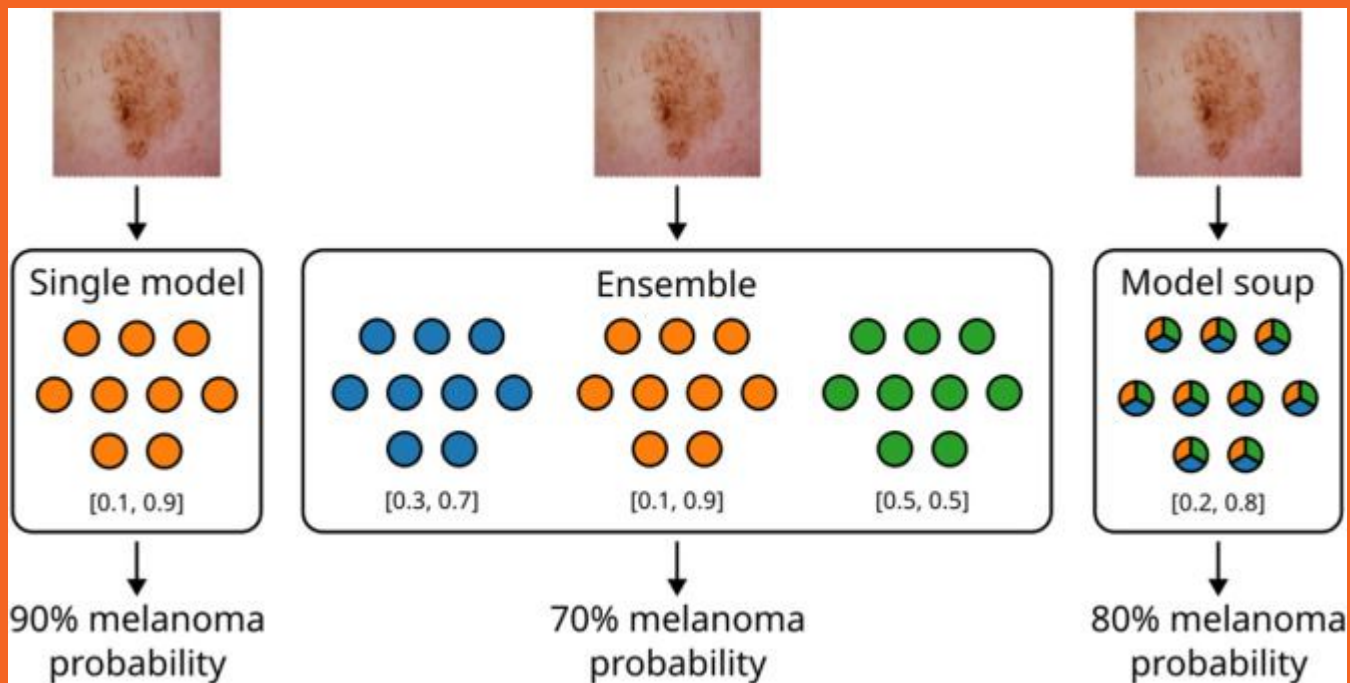 Single model
Ensemble
Model soup
[0.1, 0.9]
[0.3, 0.7]
[0.1, 0.9]
[0.5, 0.5]
[0.2, 0.8]
90% melanoma
probability
70% melanoma
probability
80% melanoma
probability